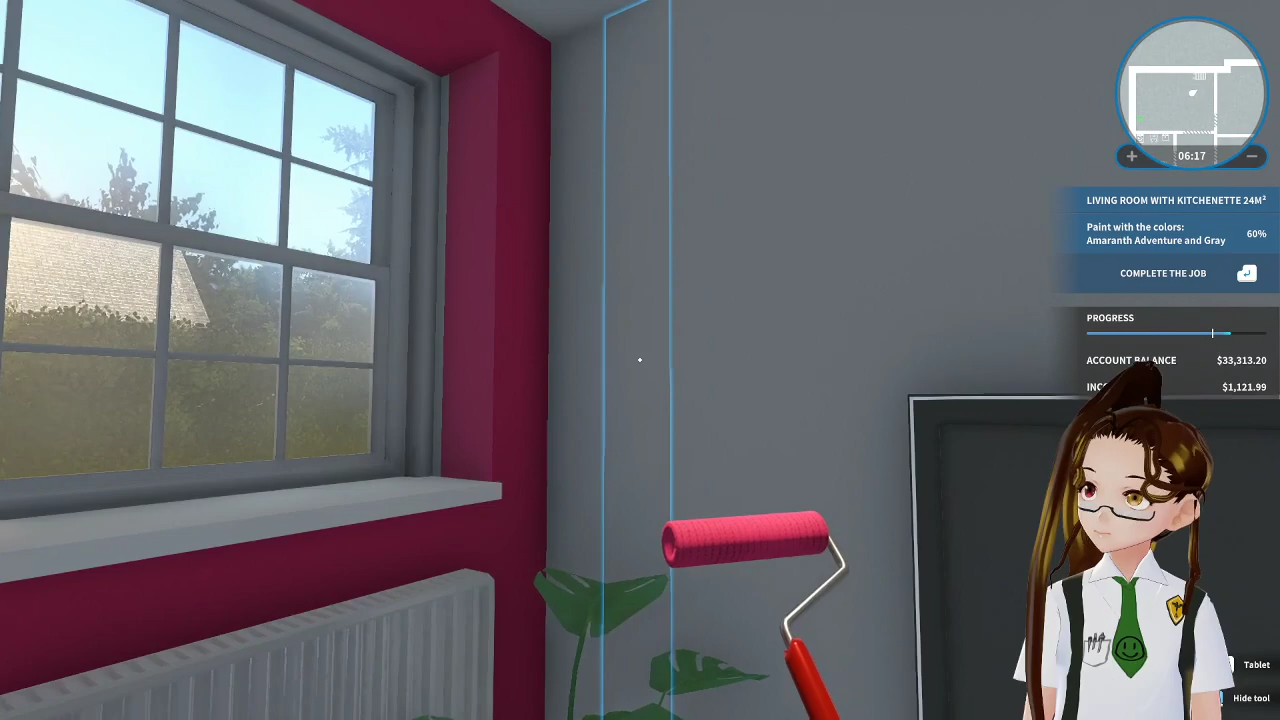 06:17
LIVING ROOM WITH KITCHENETTE 24M²
Paint with the colors:
Amaranth Adventure and Gray
60%
COMPLETE THE JOB
PROGRESS
ACCOUNT BALANCE $33,313.20
$1,121.99
Tablet
Hide tool